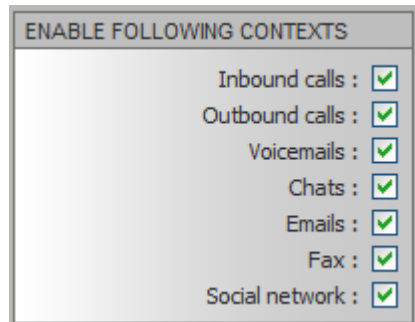 ENABLE FOLLOWING CONTEXTS
Inbound calls :
Outbound calls :
Voicemails :
Chats :
Emails :
Fax :
Social network :